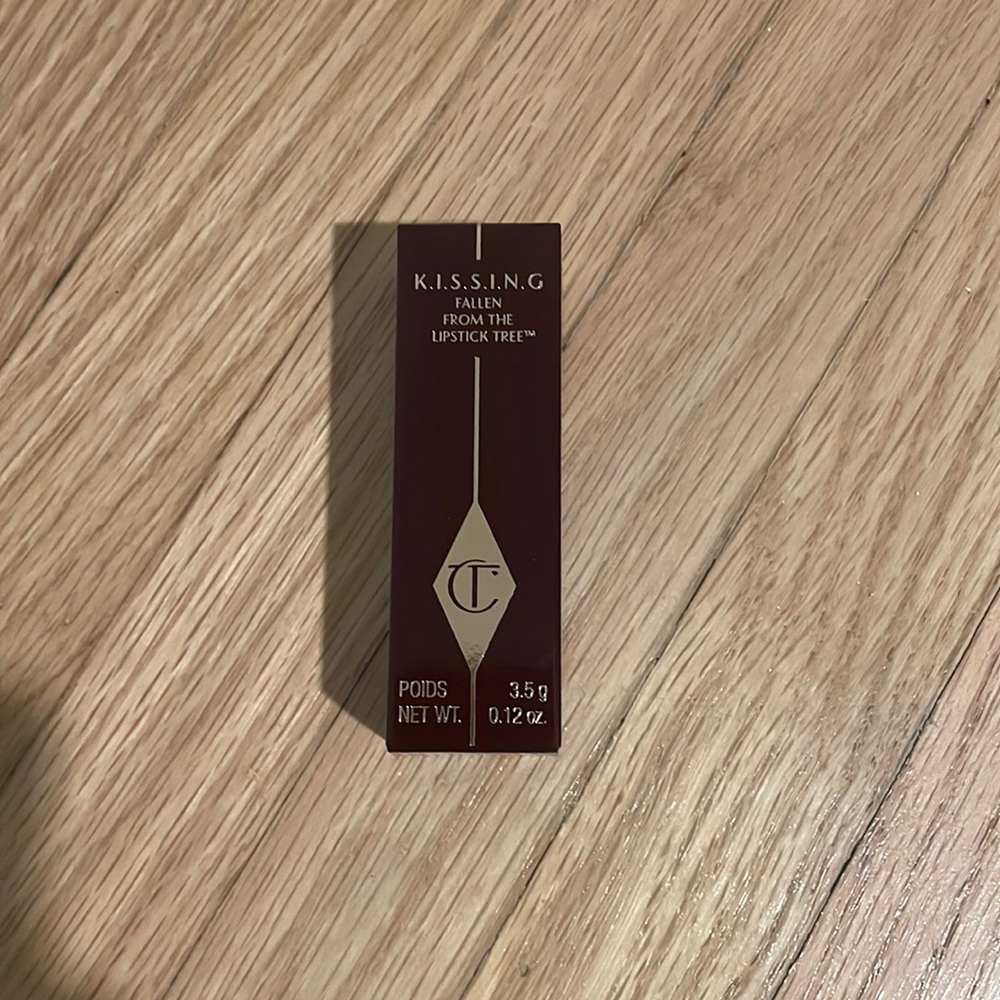 K.I.S.S.I.N.G
FALLEN
FROM THE
LIPSTICK TREE™
CT
POIDS 3.5 g
NET WT. 0.12 oz.